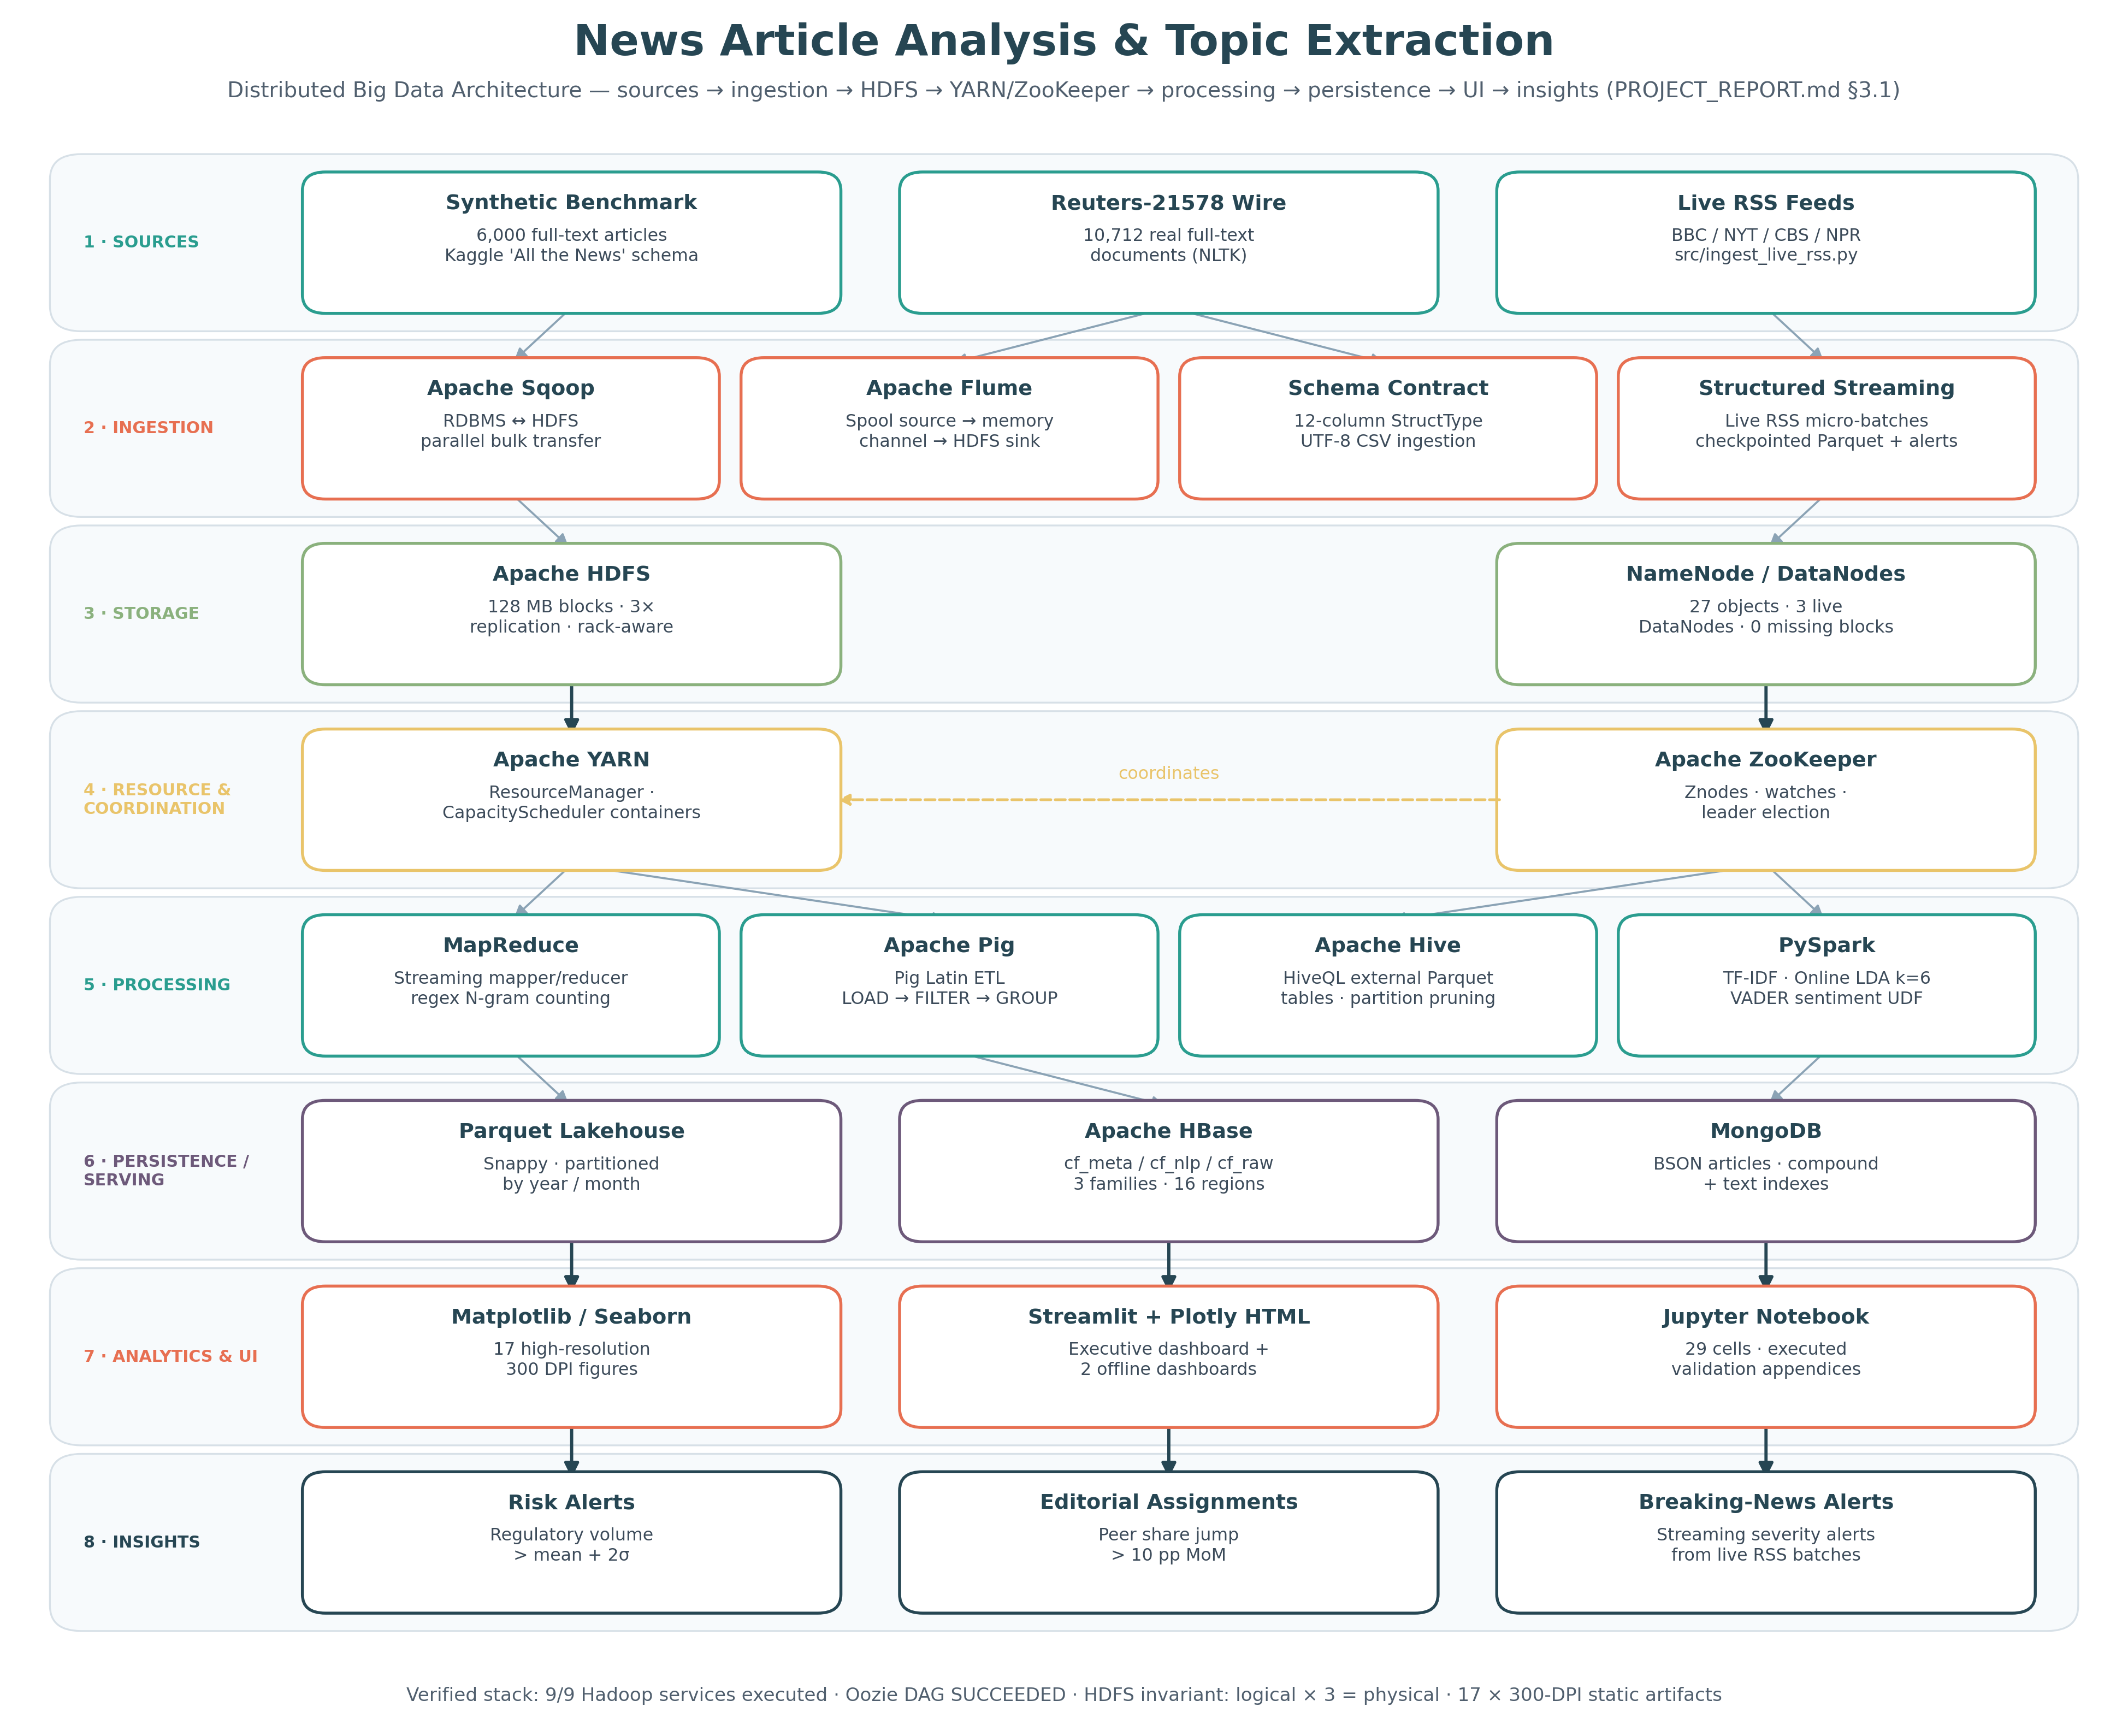 News Article Analysis & Topic Extraction
Distributed Big Data Architecture — sources → ingestion → HDFS → YARN/ZooKeeper → processing → persistence → UI → insights (PROJECT_REPORT.md §3.1)
1 · SOURCES
Synthetic Benchmark
6,000 full-text articles
Kaggle 'All the News' schema
Reuters-21578 Wire
10,712 real full-text
documents (NLTK)
Live RSS Feeds
BBC / NYT / CBS / NPR
src/ingest_live_rss.py
2 · INGESTION
Apache Sqoop
RDBMS ↔ HDFS
parallel bulk transfer
Apache Flume
Spool source → memory
channel → HDFS sink
Schema Contract
12-column StructType
UTF-8 CSV ingestion
Structured Streaming
Live RSS micro-batches
checkpointed Parquet + alerts
3 · STORAGE
Apache HDFS
128 MB blocks · 3×
replication · rack-aware
NameNode / DataNodes
27 objects · 3 live
DataNodes · 0 missing blocks
4 · RESOURCE &
COORDINATION
Apache YARN
ResourceManager ·
CapacityScheduler containers
coordinates
Apache ZooKeeper
Znodes · watches ·
leader election
5 · PROCESSING
MapReduce
Streaming mapper/reducer
regex N-gram counting
Apache Pig
Pig Latin ETL
LOAD → FILTER → GROUP
Apache Hive
HiveQL external Parquet
tables · partition pruning
PySpark
TF-IDF · Online LDA k=6
VADER sentiment UDF
6 · PERSISTENCE /
SERVING
Parquet Lakehouse
Snappy · partitioned
by year / month
Apache HBase
cf_meta / cf_nlp / cf_raw
3 families · 16 regions
MongoDB
BSON articles · compound
+ text indexes
7 · ANALYTICS & UI
Matplotlib / Seaborn
17 high-resolution
300 DPI figures
Streamlit + Plotly HTML
Executive dashboard +
2 offline dashboards
Jupyter Notebook
29 cells · executed
validation appendices
8 · INSIGHTS
Risk Alerts
Regulatory volume
> mean + 2σ
Editorial Assignments
Peer share jump
> 10 pp MoM
Breaking-News Alerts
Streaming severity alerts
from live RSS batches
Verified stack: 9/9 Hadoop services executed · Oozie DAG SUCCEEDED · HDFS invariant: logical × 3 = physical · 17 × 300-DPI static artifacts